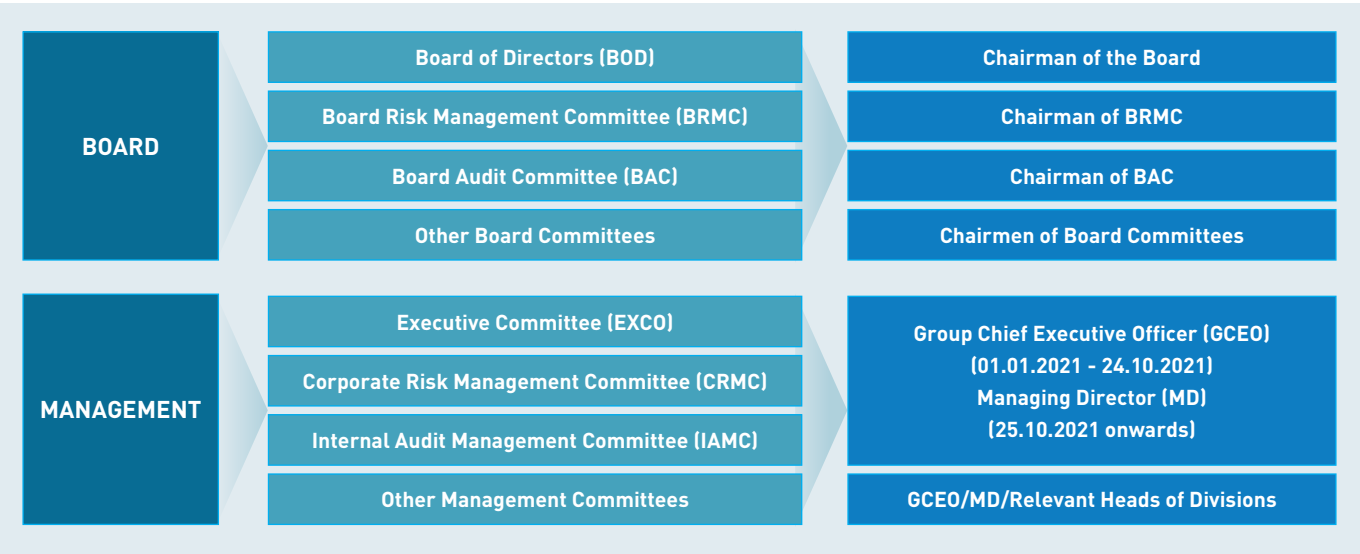 BOARD
Board of Directors (BOD)
Board Risk Management Committee (BRMC)
Board Audit Committee (BAC)
Other Board Committees
Chairman of the Board
Chairman of BRMC
Chairman of BAC
Chairmen of Board Committees
MANAGEMENT
Executive Committee (EXCO)
Corporate Risk Management Committee (CRMC)
Internal Audit Management Committee (IAMC)
Other Management Committees
Group Chief Executive Officer (GCEO)
(01.01.2021 - 24.10.2021)
Managing Director (MD)
(25.10.2021 onwards)
GCEO/MD/Relevant Heads of Divisions